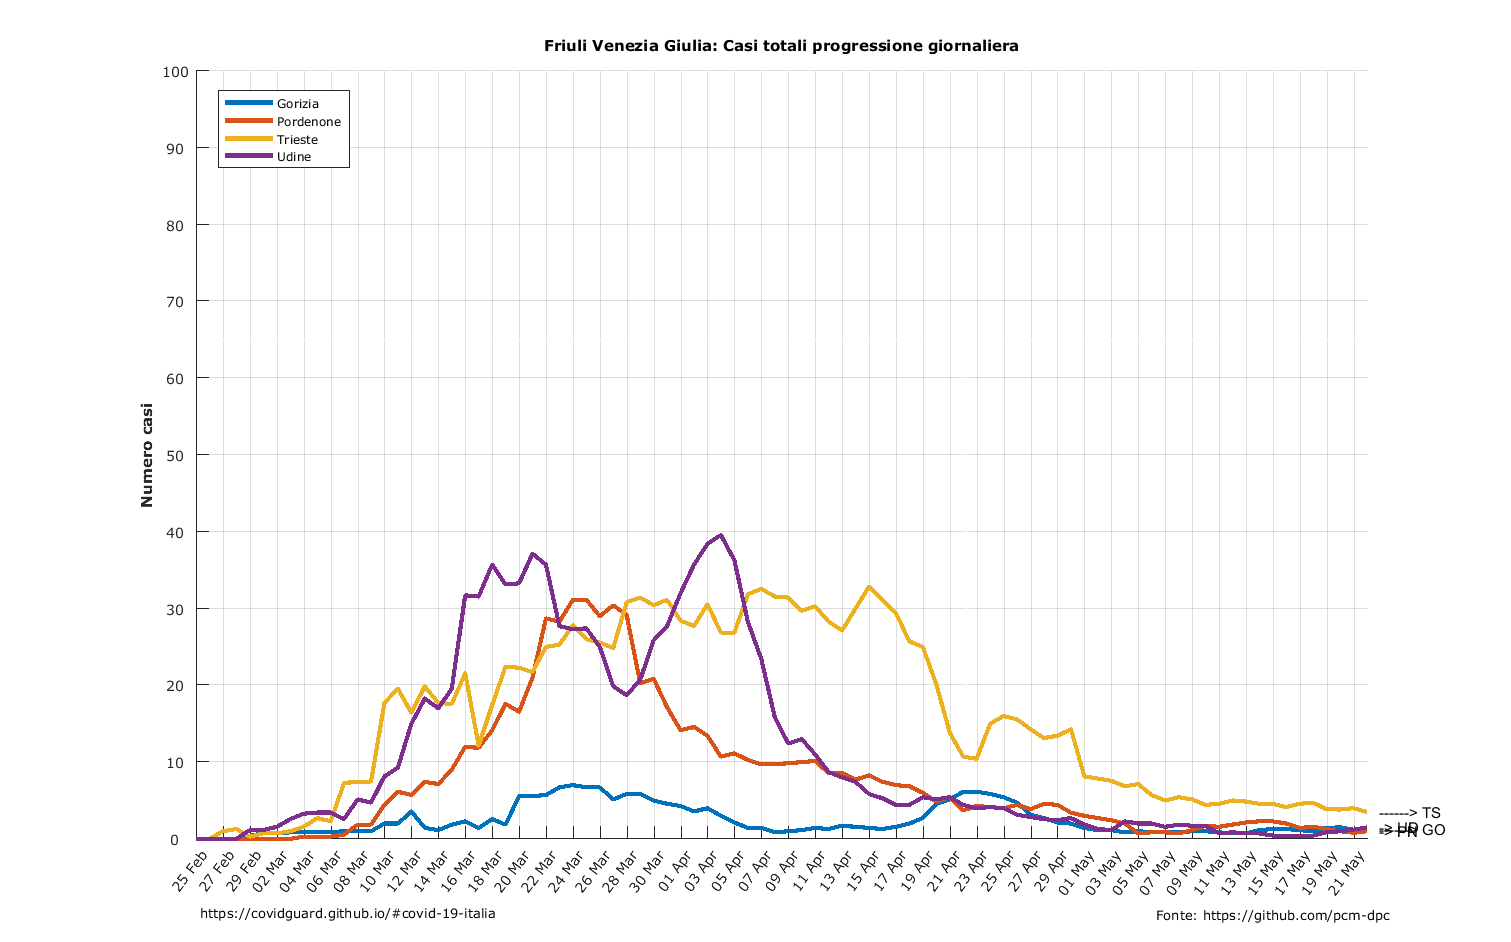 Friuli Venezia Giulia: Casi totali progressione giornaliera
Gorizia
Pordenone
Trieste
Udine
Numero casi
100
90
80
70
60
50
40
30
20
10
0
25 Feb
27 Feb
29 Feb
02 Mar
04 Mar
06 Mar
08 Mar
10 Mar
12 Mar
14 Mar
16 Mar
18 Mar
20 Mar
22 Mar
24 Mar
26 Mar
28 Mar
30 Mar
01 Apr
03 Apr
05 Apr
07 Apr
09 Apr
11 Apr
13 Apr
15 Apr
17 Apr
19 Apr
21 Apr
23 Apr
25 Apr
27 Apr
29 Apr
01 May
03 May
05 May
07 May
09 May
11 May
13 May
15 May
17 May
19 May
21 May
------> TS
GO
https://covidguard.github.io/#covid-19-italia
Fonte: https://github.com/pcm-dpc